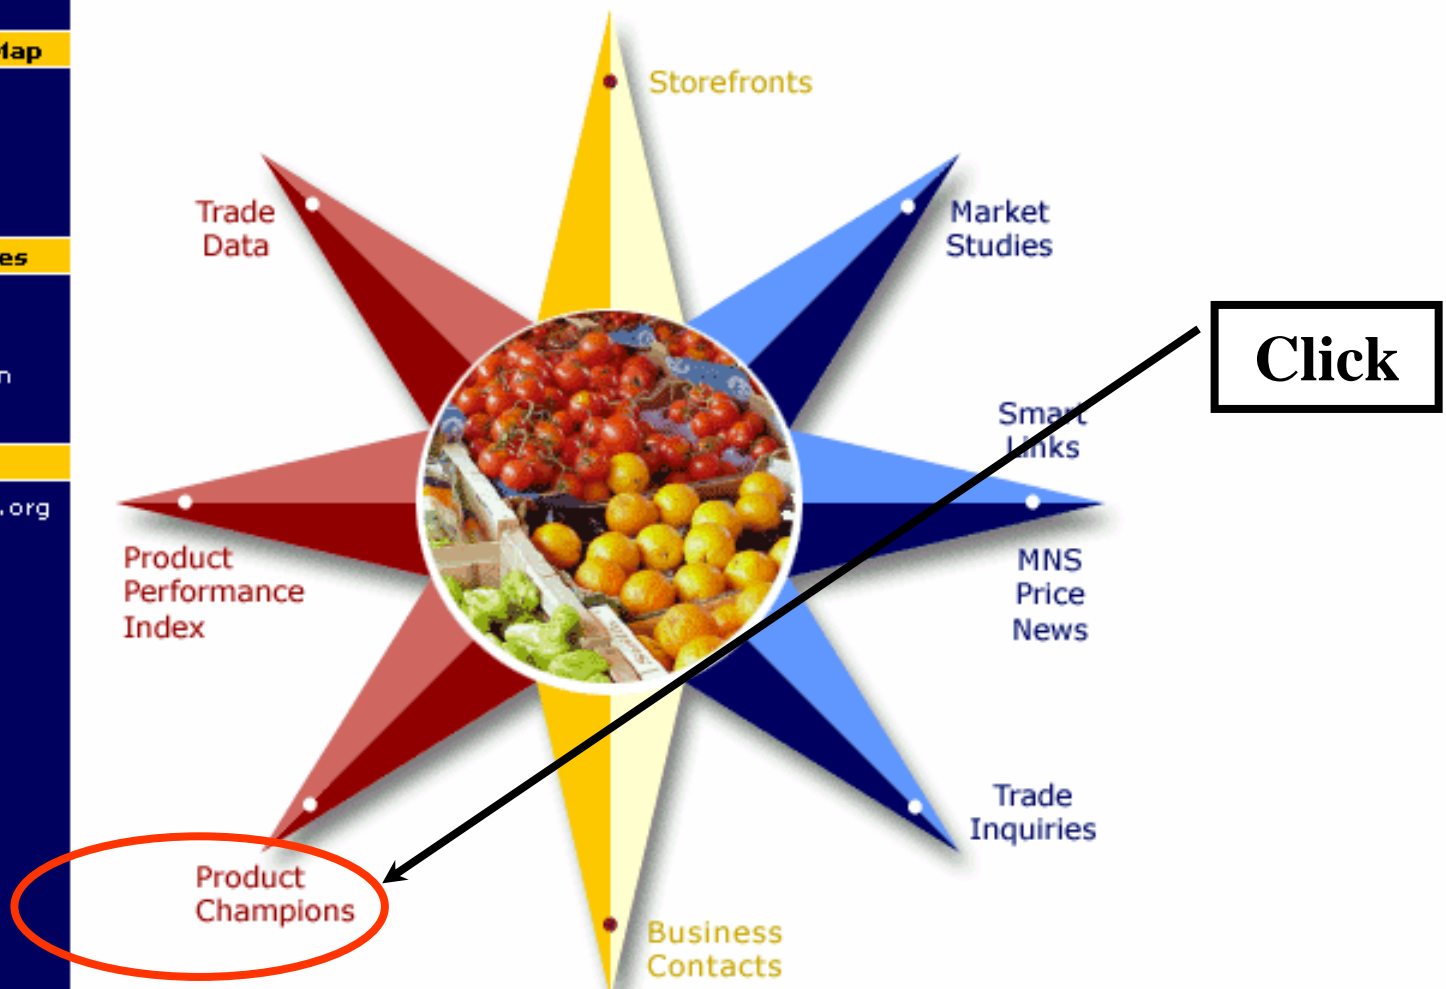 Storefronts
Trade
Data
Market
Studies
Click
Smart
Links
es
n
.org
Product
Performance
Index
MNS
Price
News
Trade
Inquiries
Product
Champions
Business
Contacts